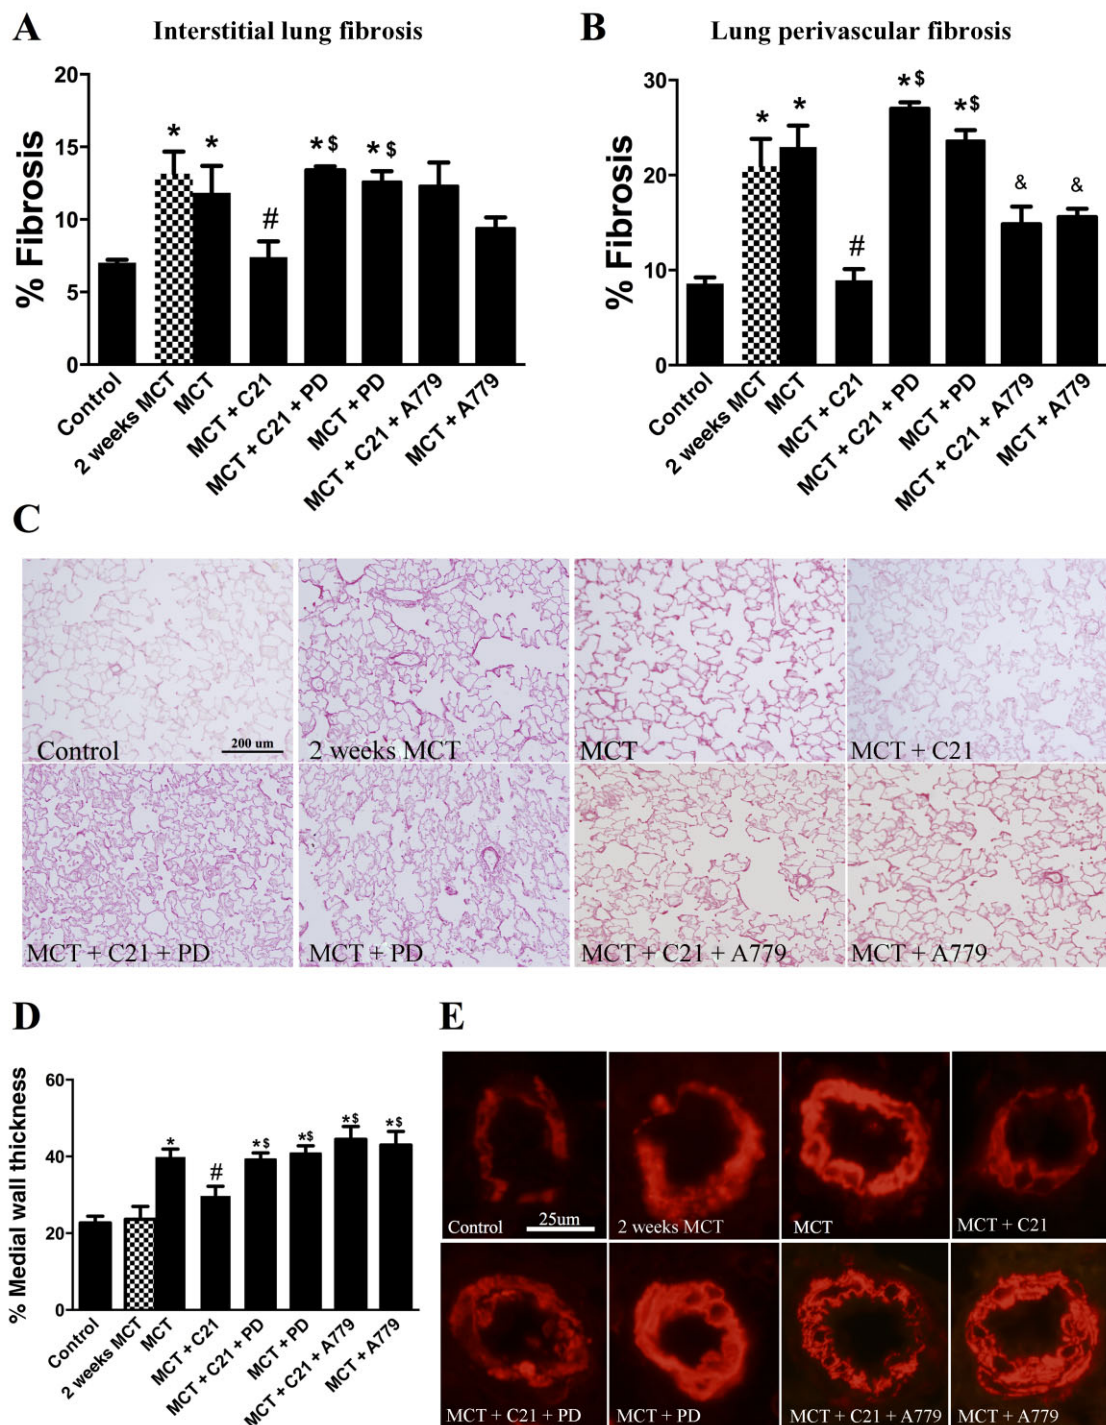 A
Interstitial lung fibrosis
% Fibrosis
20
15
10
5
0
*
*
#
* $
* $
Control
2 weeks MCT
MCT
MCT + C21
MCT + C21 + PD
MCT + PD
MCT + C21 + A779
MCT + A779
B
Lung perivascular fibrosis
% Fibrosis
30
20
10
0
*
*
#
* $
* $
&
&
Control
2 weeks MCT
MCT
MCT + C21
MCT + C21 + PD
MCT + PD
MCT + C21 + A779
MCT + A779
C
Control
200 um
2 weeks MCT
MCT
MCT + C21
MCT + C21 + PD
MCT + PD
MCT + C21 + A779
MCT + A779
D
% Medial wall thickness
60
40
20
0
*
#
*$
*$
*$
*$
Control
2 weeks MCT
MCT
MCT + C21
MCT + C21 + PD
MCT + PD
MCT + C21 + A779
MCT + A779
E
Control
25um
2 weeks MCT
MCT
MCT + C21
MCT + C21 + PD
MCT + PD
MCT + C21 + A779
MCT + A779